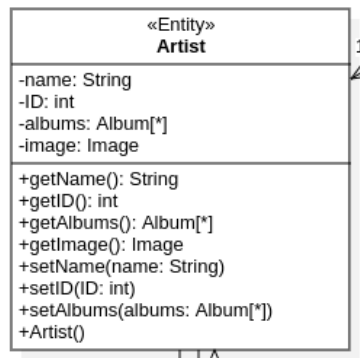 «Entity»
Artist
-name: String
-ID: int
-albums: Album[*]
-image: Image
+getName(): String
+getID(): int
+getAlbums(): Album[*]
+getImage(): Image
+setName(name: String)
+setID(ID: int)
+setAlbums(albums: Album[*])
+Artist()
1